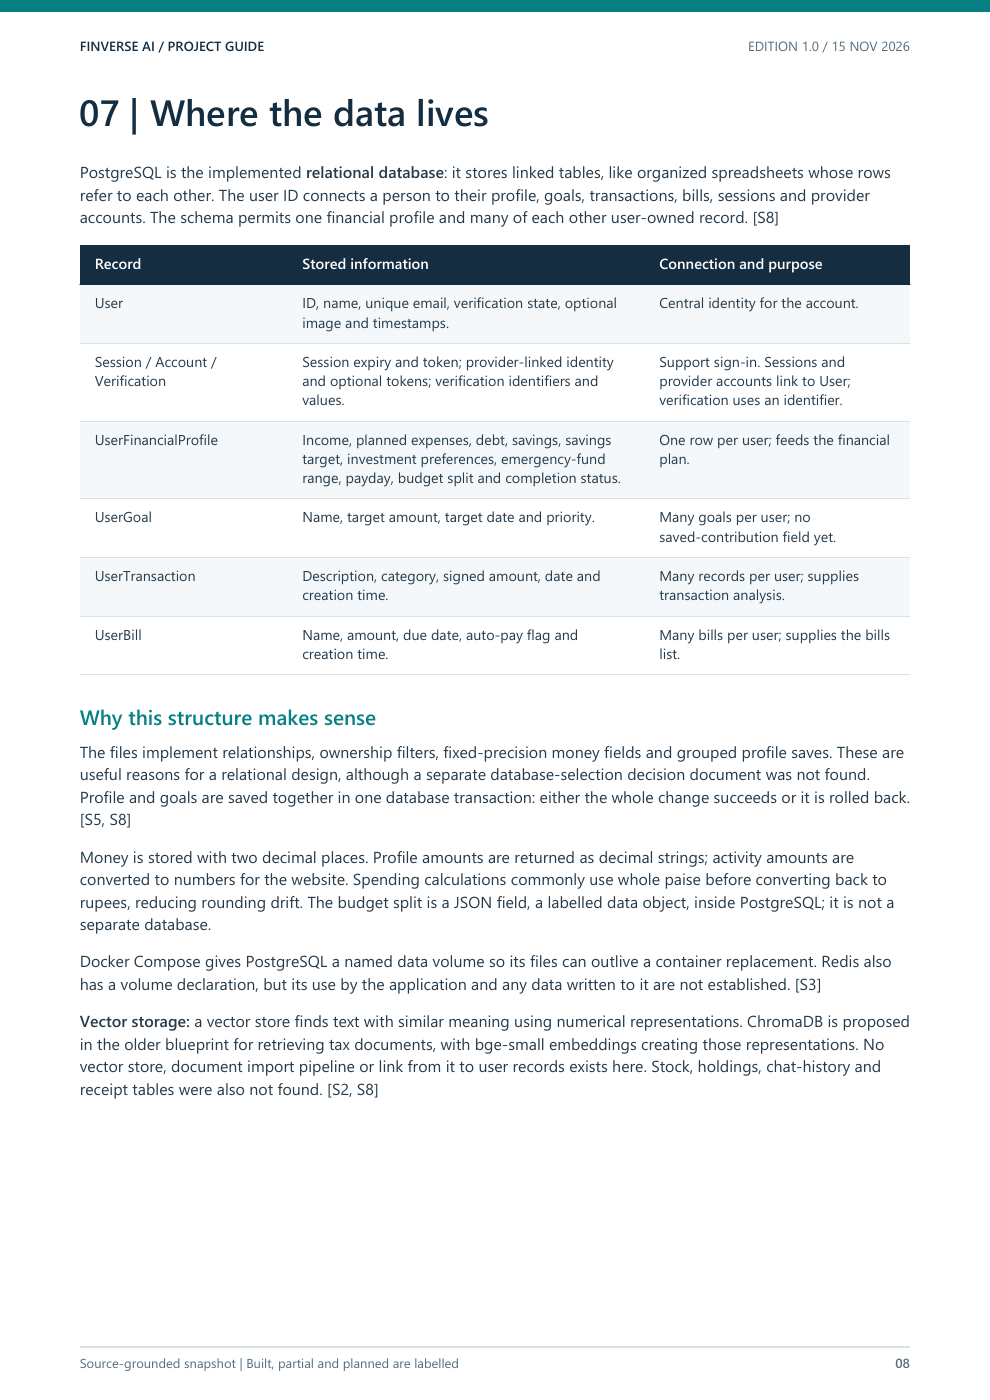 FINVERSE AI / PROJECT GUIDE
EDITION 1.0 / 15 NOV 2026
07 | Where the data lives
PostgreSQL is the implemented relational database: it stores linked tables, like organized spreadsheets whose rows
refer to each other. The user ID connects a person to their profile, goals, transactions, bills, sessions and provider
accounts. The schema permits one financial profile and many of each other user-owned record. [S8]
Record
Stored information
Connection and purpose
User
ID, name, unique email, verification state, optional
image and timestamps.
Central identity for the account.
Session / Account /
Verification
Session expiry and token; provider-linked identity
and optional tokens; verification identifiers and
values.
Support sign-in. Sessions and
provider accounts link to User;
verification uses an identifier.
UserFinancialProfile
Income, planned expenses, debt, savings, savings
target, investment preferences, emergency-fund
range, payday, budget split and completion status.
One row per user; feeds the financial
plan.
UserGoal
Name, target amount, target date and priority.
Many goals per user; no
saved-contribution field yet.
UserTransaction
Description, category, signed amount, date and
creation time.
Many records per user; supplies
transaction analysis.
UserBill
Name, amount, due date, auto-pay flag and
creation time.
Many bills per user; supplies the bills
list.
Why this structure makes sense
The files implement relationships, ownership filters, fixed-precision money fields and grouped profile saves. These are
useful reasons for a relational design, although a separate database-selection decision document was not found.
Profile and goals are saved together in one database transaction: either the whole change succeeds or it is rolled back.
[S5, S8]
Money is stored with two decimal places. Profile amounts are returned as decimal strings; activity amounts are
converted to numbers for the website. Spending calculations commonly use whole paise before converting back to
rupees, reducing rounding drift. The budget split is a JSON field, a labelled data object, inside PostgreSQL; it is not a
separate database.
Docker Compose gives PostgreSQL a named data volume so its files can outlive a container replacement. Redis also
has a volume declaration, but its use by the application and any data written to it are not established. [S3]
Vector storage: a vector store finds text with similar meaning using numerical representations. ChromaDB is proposed
in the older blueprint for retrieving tax documents, with bge-small embeddings creating those representations. No
vector store, document import pipeline or link from it to user records exists here. Stock, holdings, chat-history and
receipt tables were also not found. [S2, S8]
Source-grounded snapshot | Built, partial and planned are labelled
08